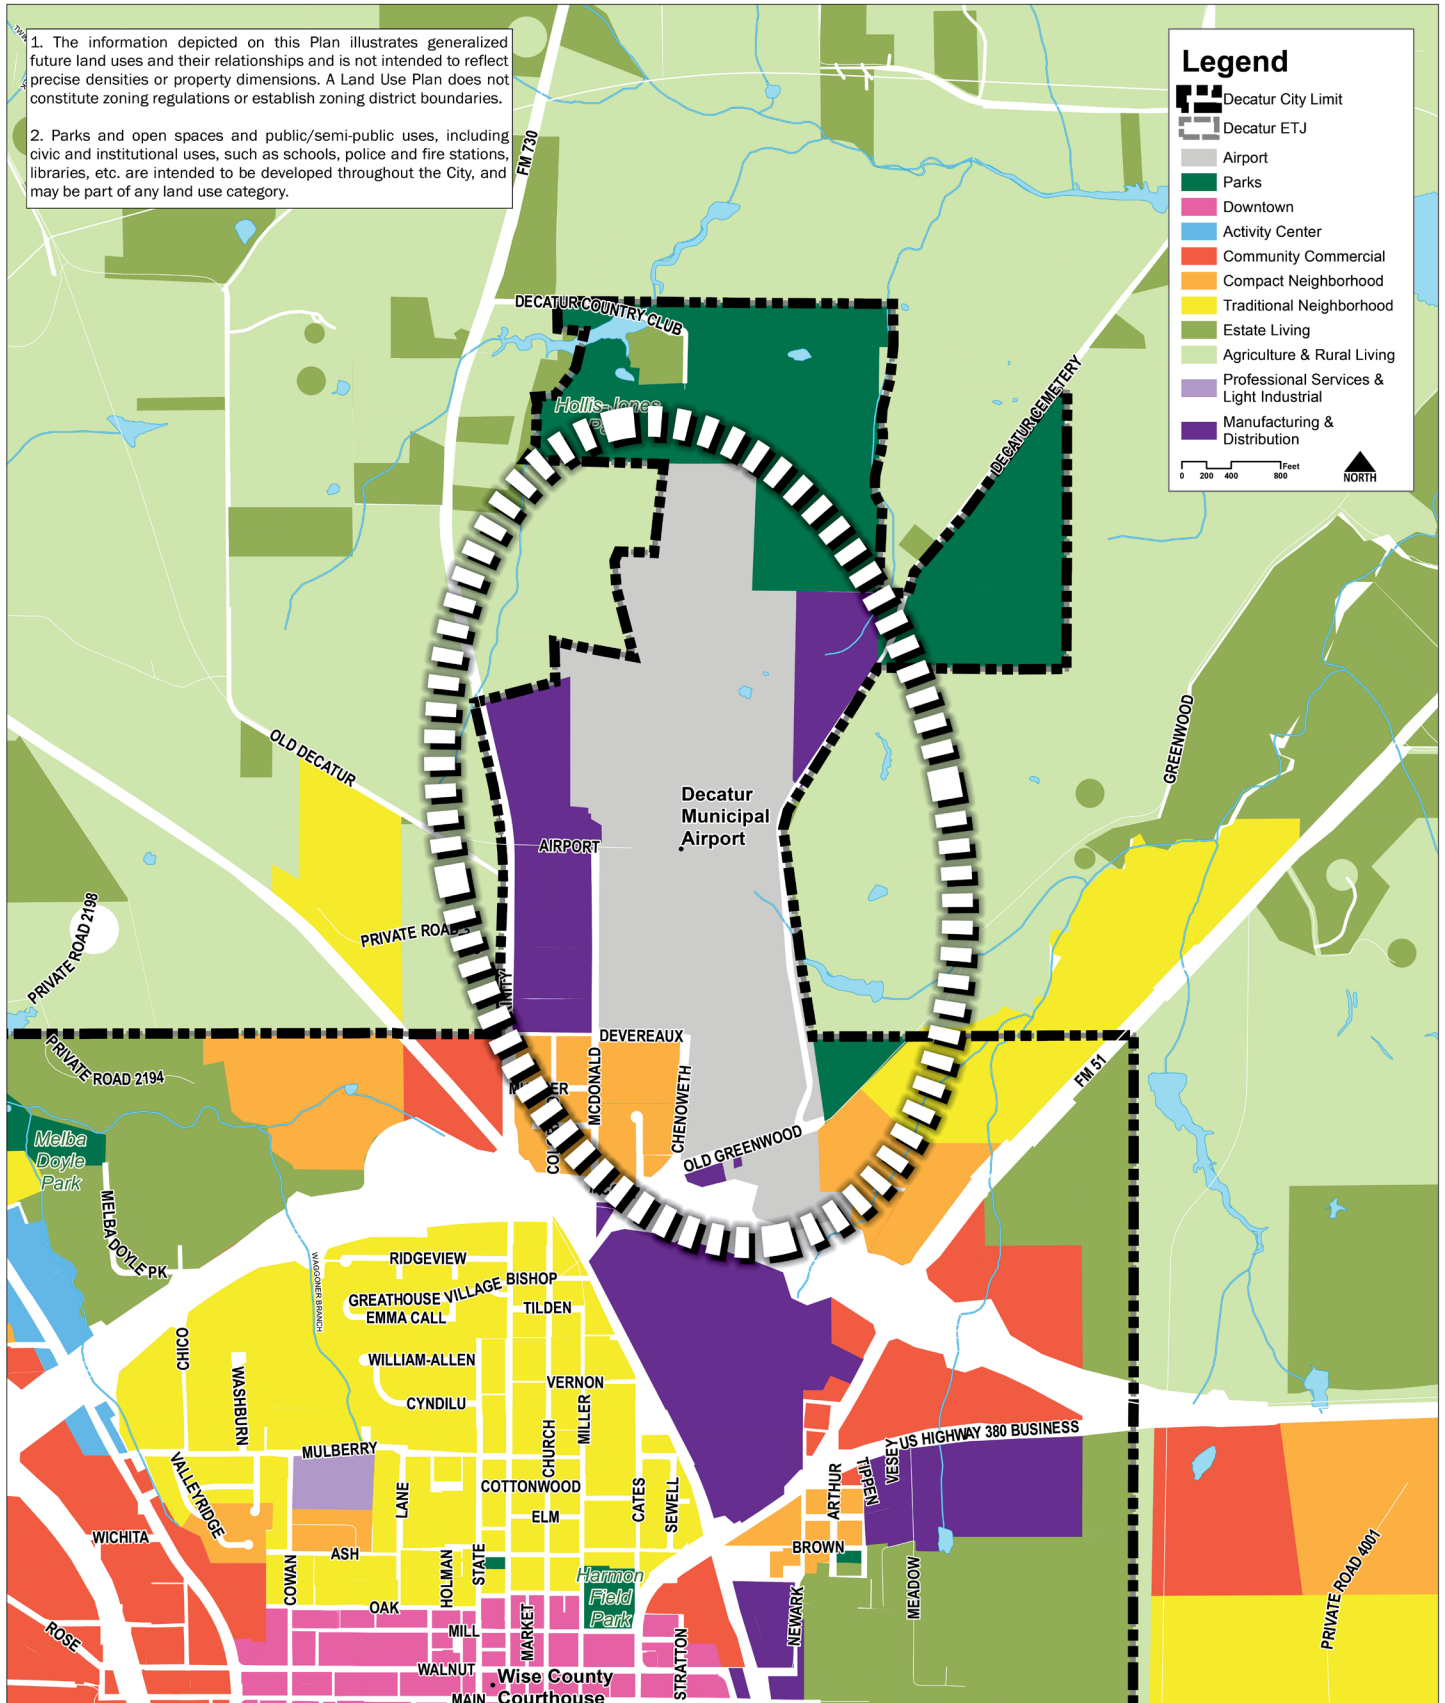 1. The information depicted on this Plan illustrates generalized
future land uses and their relationships and is not intended to reflect
precise densities or property dimensions. A Land Use Plan does not
constitute zoning regulations or establish zoning district boundaries.
2. Parks and open spaces and public/semi-public uses, including
civic and institutional uses, such as schools, police and fire stations,
libraries, etc. are intended to be developed throughout the City, and
may be part of any land use category.
Legend
Decatur City Limit
Decatur ETJ
Airport
Parks
Downtown
Activity Center
Community Commercial
Compact Neighborhood
Traditional Neighborhood
Estate Living
Agriculture & Rural Living
Professional Services &
Light Industrial
Manufacturing &
Distribution
Feet
0 200 400 800
NORTH
FM 730
DECATUR COUNTRY CLUB
DECATUR CEMETERY
Hollis-Jones
GREENWOOD
OLD DECATUR
Decatur
Municipal
Airport
AIRPORT
PRIVATE ROAD 2198
PRIVATE ROAD
DEVEREAUX
PRIVATE ROAD 2194
MCDONALD
CHENOWETH
FM 51
OLD GREENWOOD
Melba
Doyle
Park
MELBA DOYLE PK
WAGGONER BRANCH
RIDGEVIEW
BISHOP
GREATHOUSE VILLAGE
TILDEN
EMMA CALL
CHICO
WILLIAM-ALLEN
WASHBURN
VERNON
CYNDILU
MILLER
CHURCH
US HIGHWAY 380 BUSINESS
MULBERRY
VESEY
VALLEYRIDGE
LANE
COTTONWOOD
CATES
SEWELL
ARTHUR
TIPPEN
ELM
WICHITA
ASH
BROWN
COWAN
HOLMAN
STATE
Harmon
Field
Park
MEADOW
PRIVATE ROAD 4001
OAK
NEWARK
ROSE
MILL
MARKET
STRATTON
WALNUT
Wise County
Courthouse
MAIN